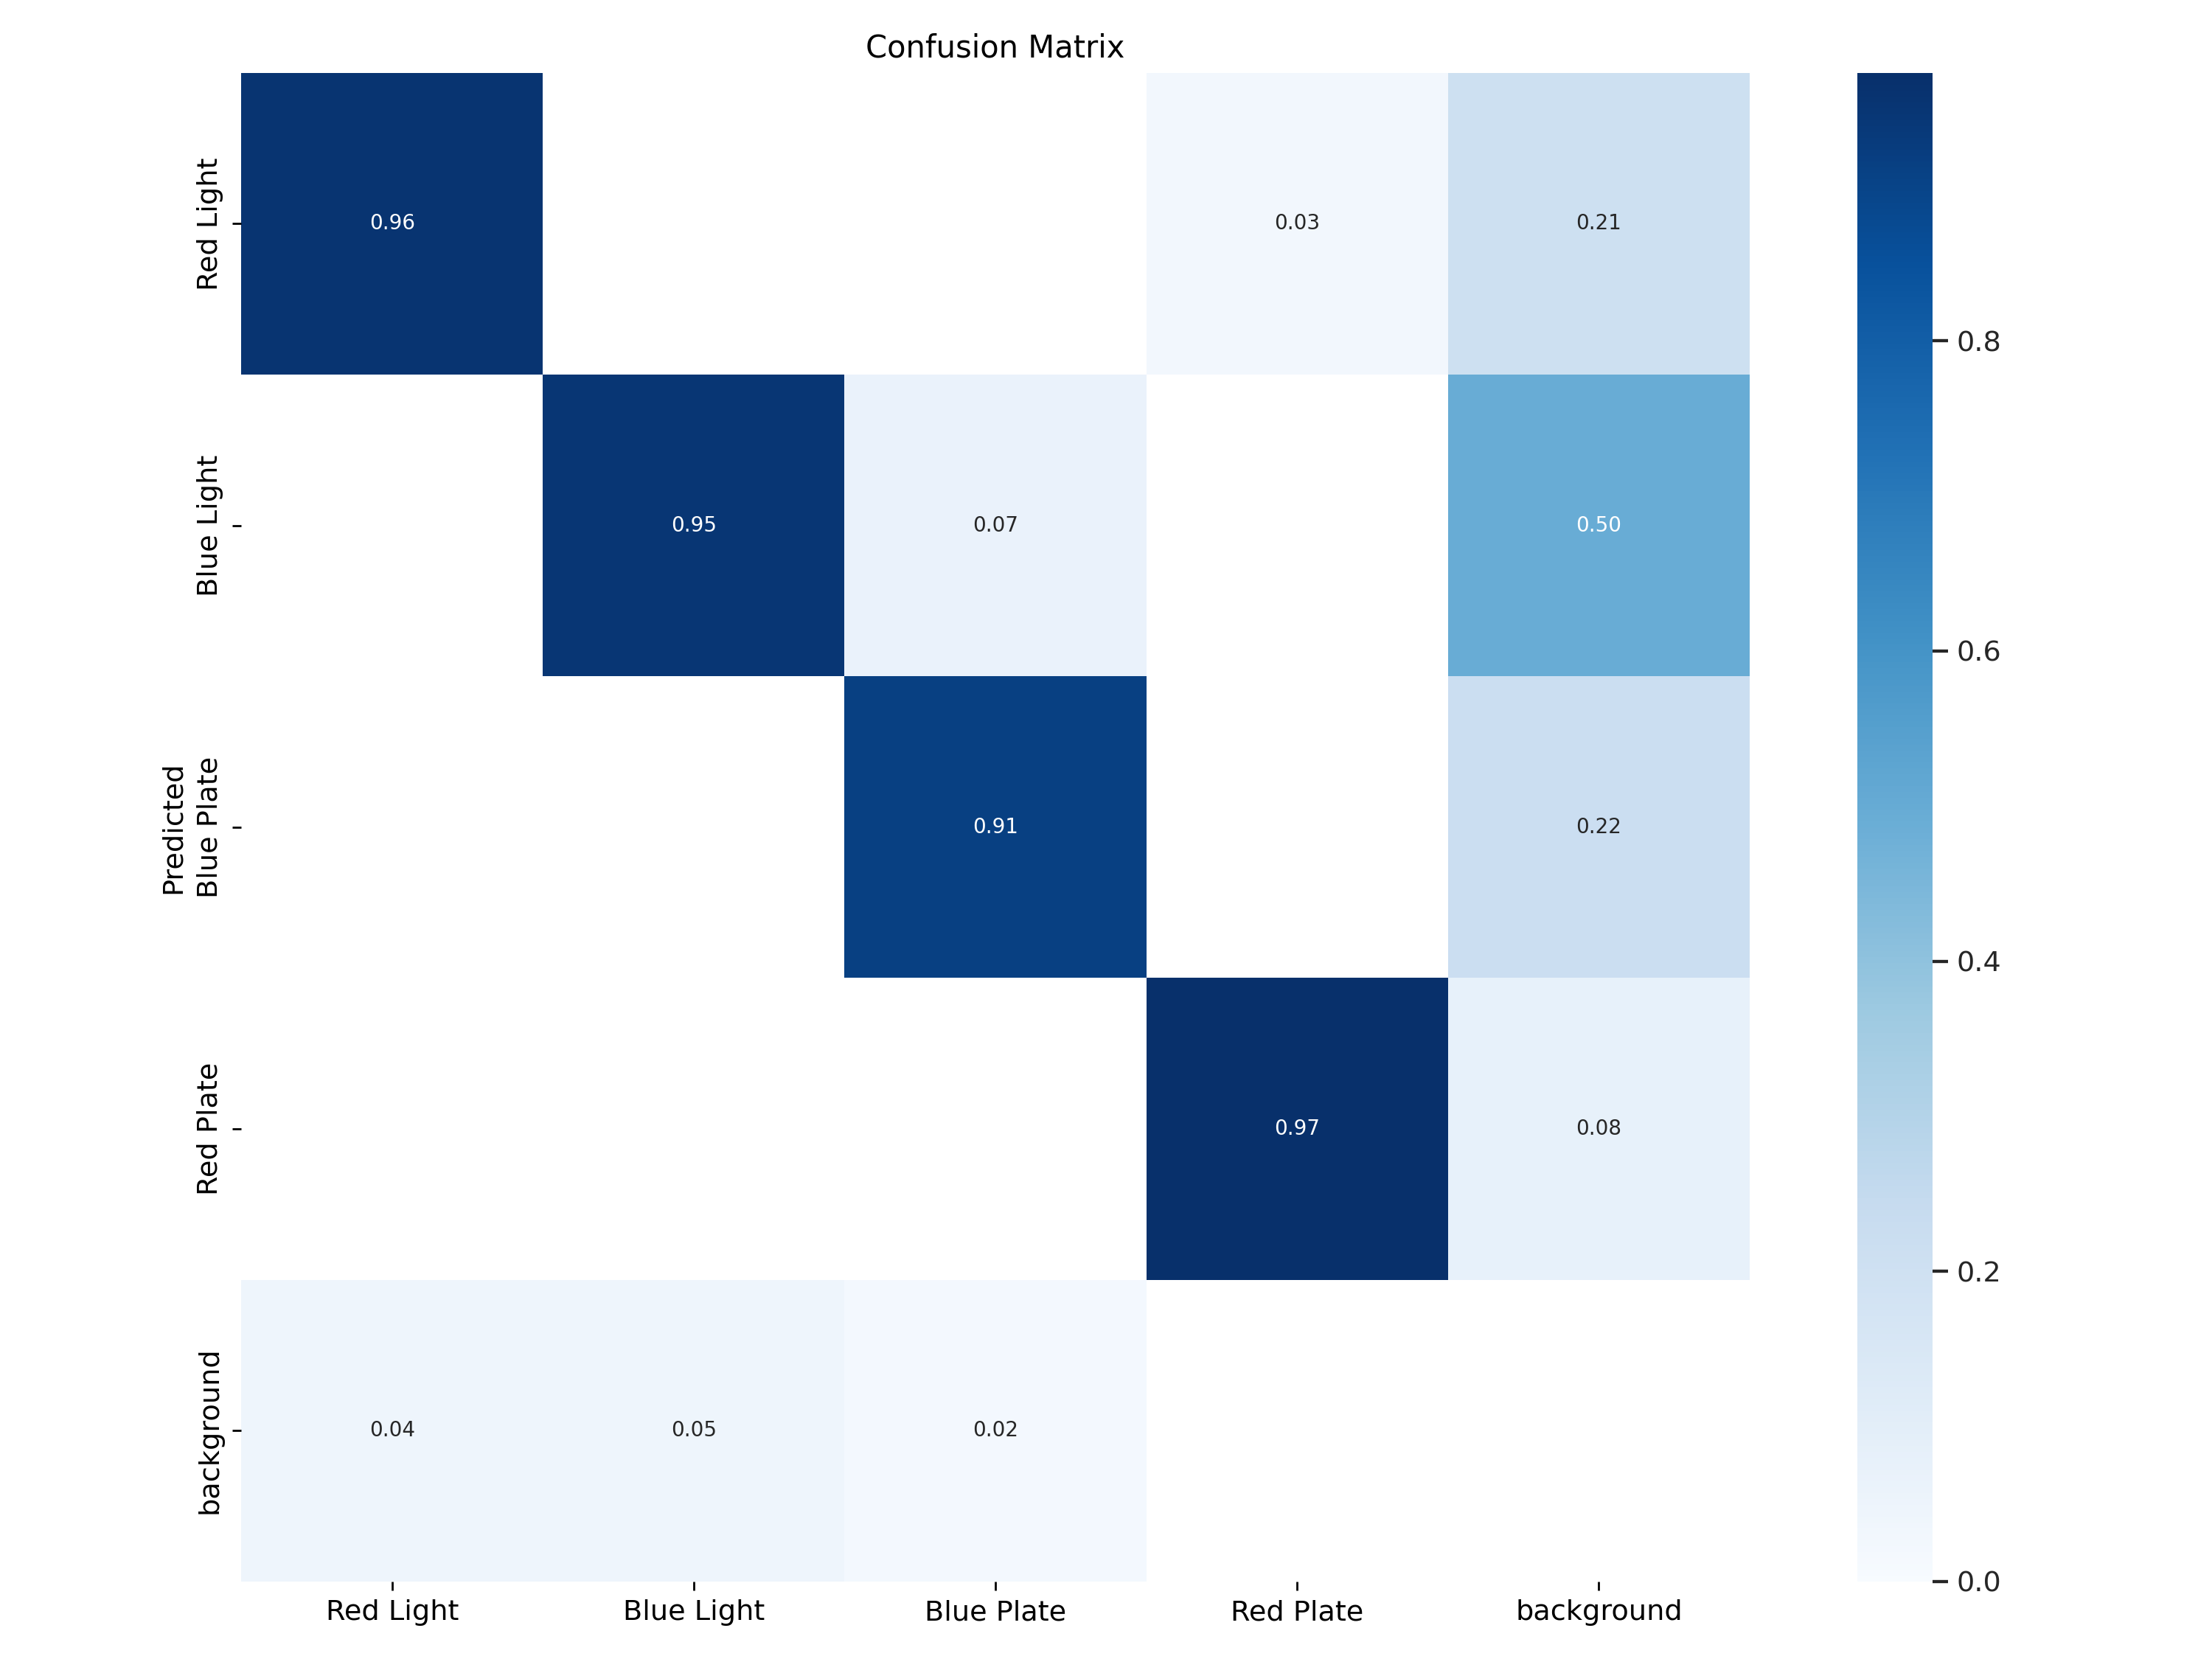 Confusion Matrix
Red Light
0.96
0.03
0.21
0.8
Blue Light
0.95
0.07
0.50
0.6
Predicted
Blue Plate
0.91
0.22
0.4
Red Plate
0.97
0.08
0.2
background
0.04
0.05
0.02
0.0
Red Light
Blue Light
Blue Plate
Red Plate
background